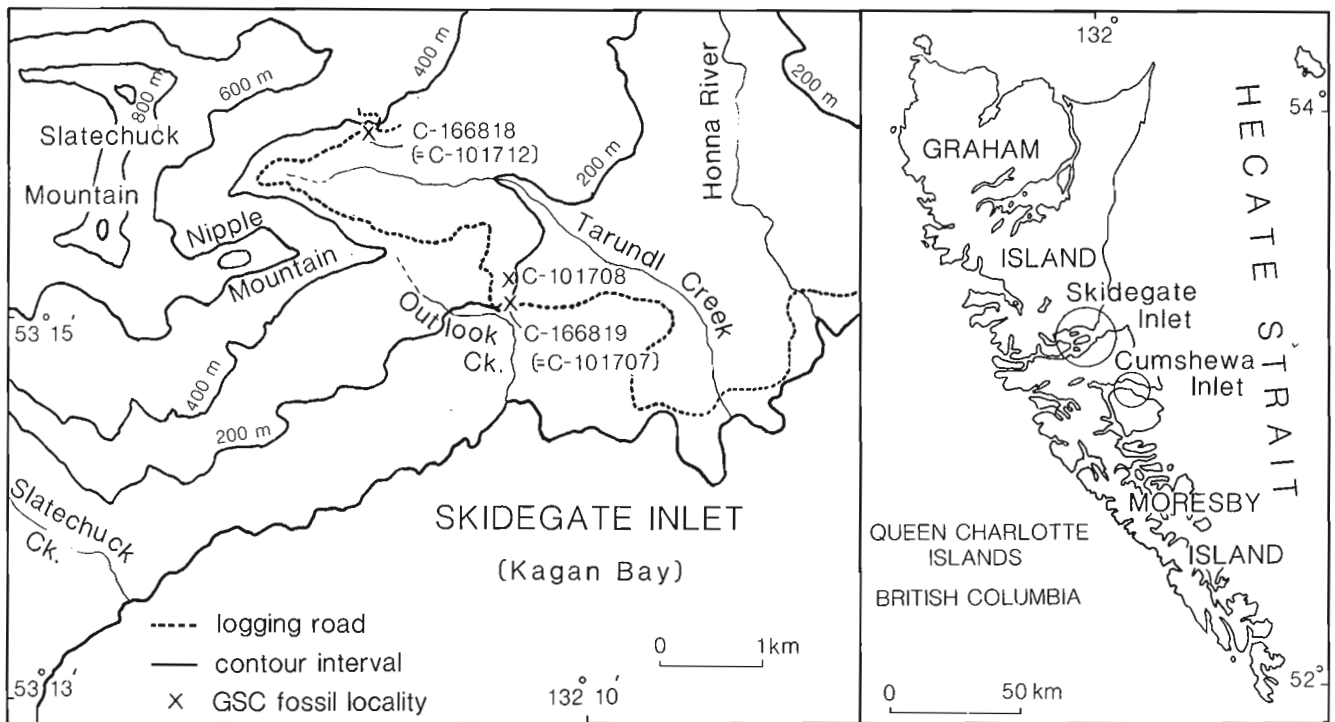 Slatechuck
Mountain
800 m
600 m
400 m
C-166818
(=C-101712)
200 m
Honna River
200 m
Nipple
Mountain
Tarundl
Creek
C-101708
Outlook
Ck.
C-166819
(=C-101707)
53° 15'
400 m
200 m
Slatechuck
Ck.
SKIDEGATE INLET
(Kagan Bay)
logging road
contour interval
X GSC fossil locality
0 1km
53° 13'
132° 10'
132°
54°
GRAHAM
ISLAND
HECATE STRAIT
Skidegate
Inlet
Cumshewa
Inlet
MORESBY
ISLAND
QUEEN CHARLOTTE
ISLANDS
BRITISH COLUMBIA
0 50 km
52°